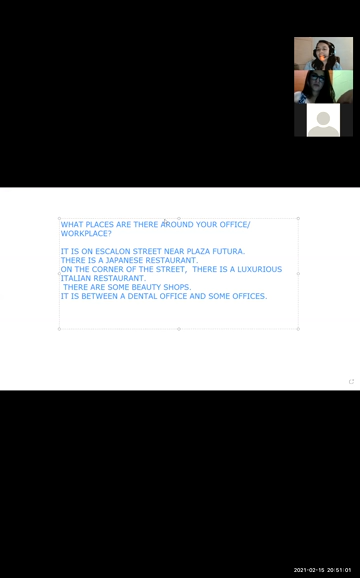 WHAT PLACES ARE THERE AROUND YOUR OFFICE/
WORKPLACE?
IT IS ON ESCALON STREET NEAR PLAZA FUTURA.
THERE IS A JAPANESE RESTAURANT.
ON THE CORNER OF THE STREET,  THERE IS A LUXURIOUS
ITALIAN RESTAURANT.
THERE ARE SOME BEAUTY SHOPS.
IT IS BETWEEN A DENTAL OFFICE AND SOME OFFICES.
2021-02-15 20:51:01